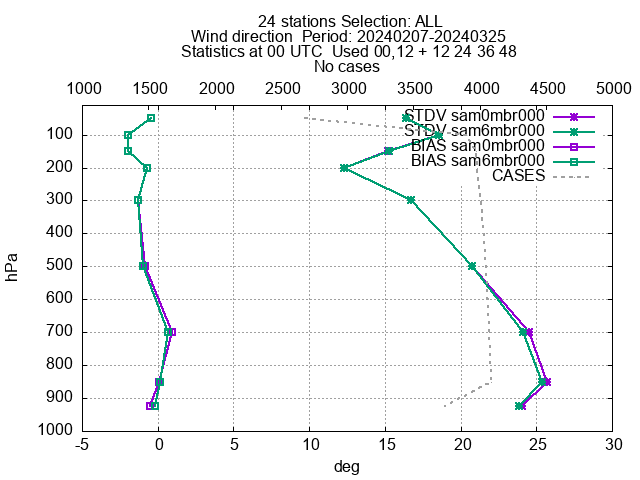 24 stations Selection: ALL
Wind direction  Period: 20240207-20240325
Statistics at 00 UTC  Used 00,12 + 12 24 36 48
No cases
1000 1500 2000 2500 3000 3500 4000 4500 5000
STDV sam0mbr000
STDV sam6mbr000
BIAS sam0mbr000
BIAS sam6mbr000
CASES
100
200
300
400
500
600
700
800
900
1000
hPa
-5 0 5 10 15 20 25 30
deg